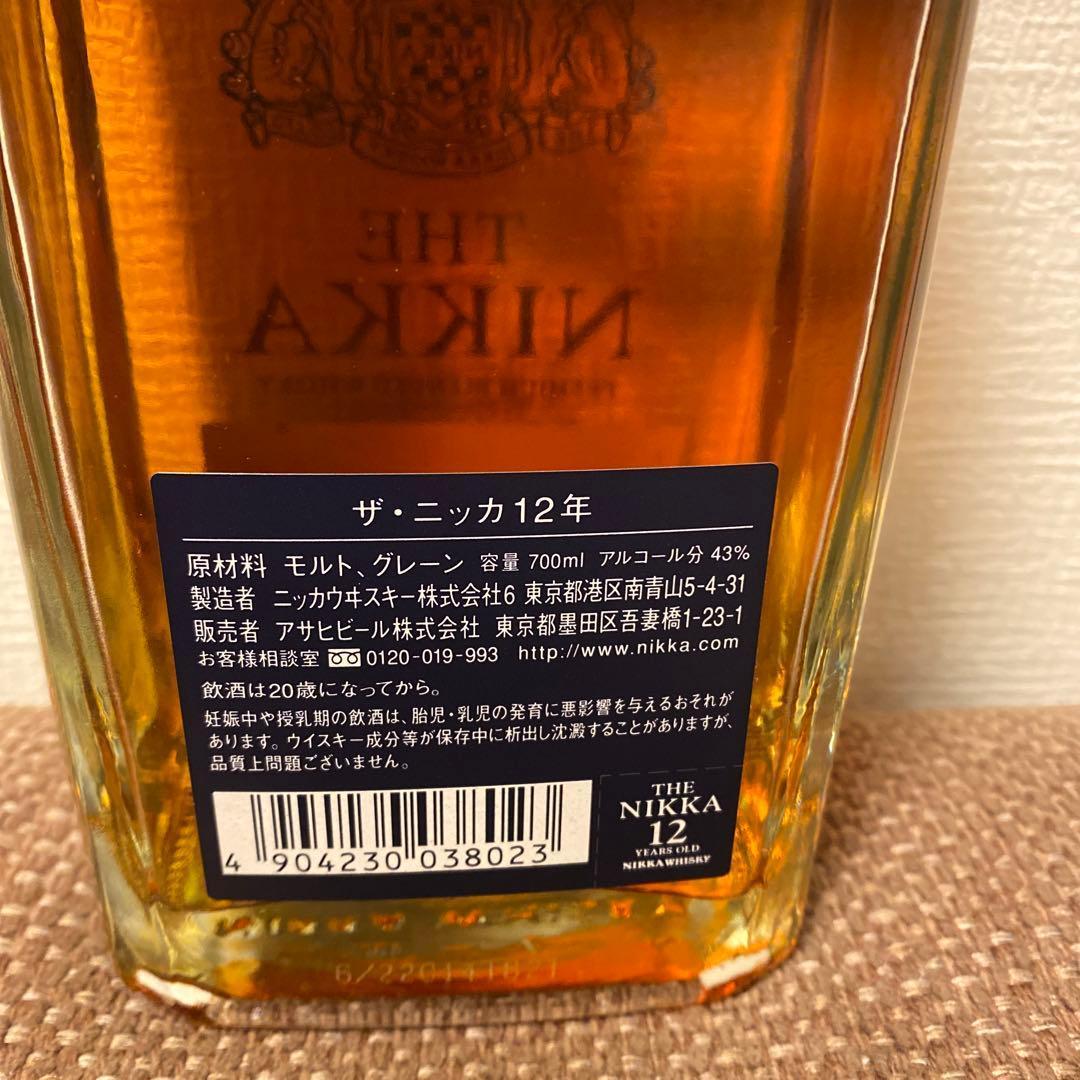 THE
NIKKA
ザ・ニッカ12年
原材料 モルト、グレーン 容量 700ml アルコール分 43%
製造者 ニッカウヰスキー株式会社6 東京都港区南青山5-4-31
販売者 アサヒビール株式会社 東京都墨田区吾妻橋1-23-1
お客様相談室 0120-019-993 http://www.nikka.com
飲酒は20歳になってから。
妊娠中や授乳期の飲酒は、胎児・乳児の発育に悪影響を与えるおそれが
あります。ウイスキー成分等が保存中に析出し沈澱することがありますが、
品質上問題ございません。
4 904230 038023
THE
NIKKA
12
YEARS OLD
NIKKA WHISKY